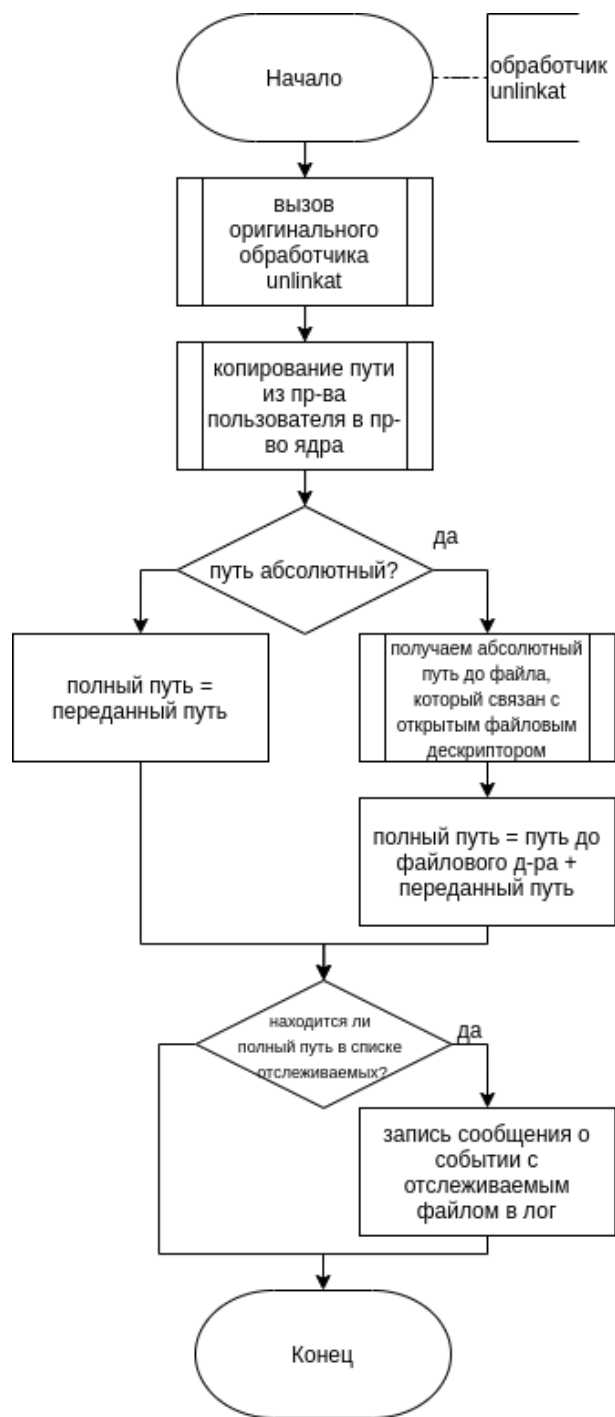 Начало
обработчик
unlinkat
вызов
оригинального
обработчика
unlinkat
копирование пути
из пр-ва
пользователя в пр-
во ядра
да
путь абсолютный?
полный путь =
переданный путь
получаем абсолютный
путь до файла,
который связан с
открытым файловым
дескриптором
полный путь = путь до
файлового д-ра +
переданный путь
находится ли
полный путь в списке
отслеживаемых?
да
запись сообщения о
событии с
отслеживаемым
файлом в лог
Конец